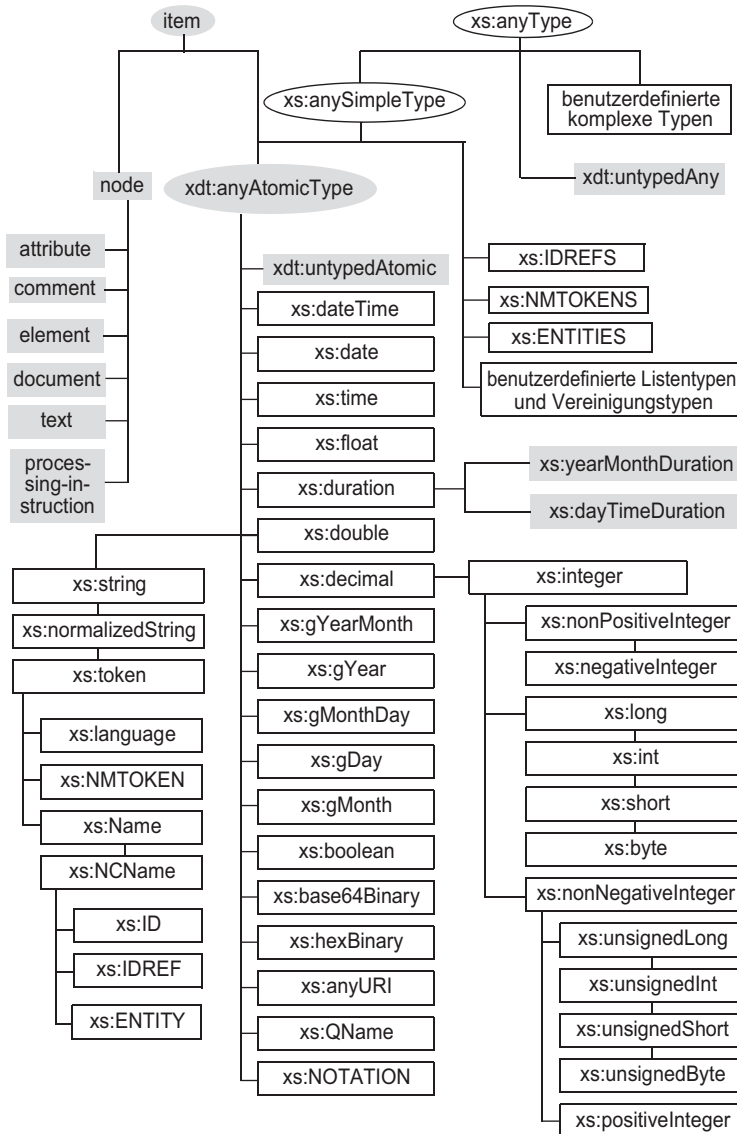 item
xs:anyType
xs:anySimpleType
benutzerdefinierte
komplexe Typen
node
xdt:anyAtomicType
xdt:untypedAny
attribute
comment
element
document
text
proces-
sing-in-
struction
xdt:untypedAtomic
xs:dateTime
xs:date
xs:time
xs:float
xs:duration
xs:double
xs:decimal
xs:gYearMonth
xs:gYear
xs:gMonthDay
xs:gDay
xs:gMonth
xs:boolean
xs:base64Binary
xs:hexBinary
xs:anyURI
xs:QName
xs:NOTATION
xs:IDREFS
xs:NMTOKENS
xs:ENTITIES
benutzerdefinierte Listentypen
und Vereinigungstypen
xs:yearMonthDuration
xs:dayTimeDuration
xs:string
xs:normalizedString
xs:token
xs:language
xs:NMTOKEN
xs:Name
xs:NCName
xs:ID
xs:IDREF
xs:ENTITY
xs:integer
xs:nonPositiveInteger
xs:negativeInteger
xs:long
xs:int
xs:short
xs:byte
xs:nonNegativeInteger
xs:unsignedLong
xs:unsignedInt
xs:unsignedShort
xs:unsignedByte
xs:positiveInteger